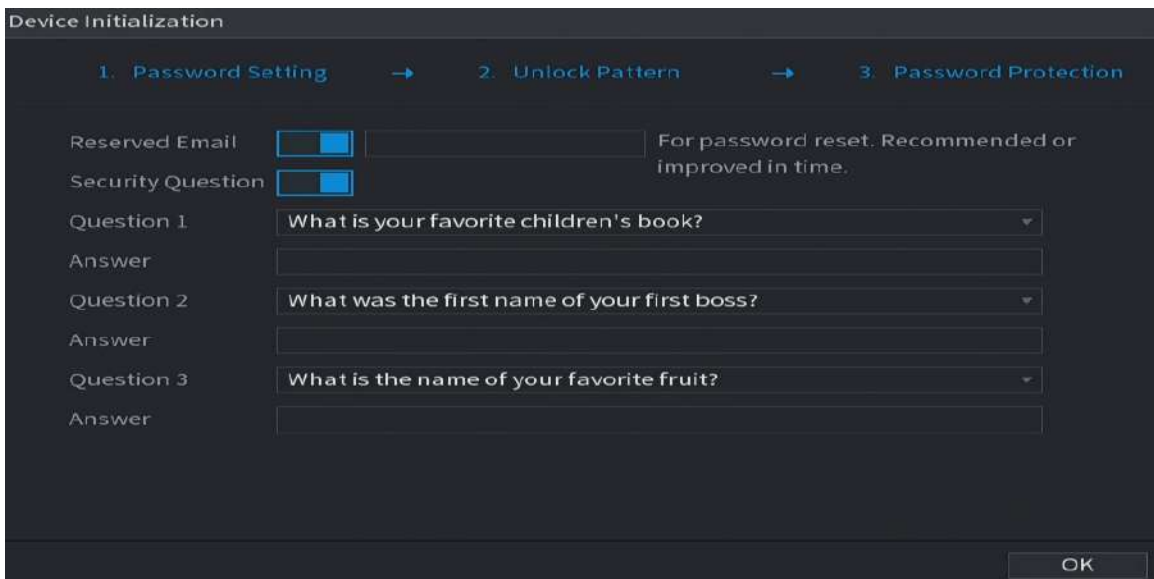 Device Initialization
1. Password Setting → 2. Unlock Pattern → 3. Password Protection
Reserved Email For password reset. Recommended or
improved in time.
Security Question
Question 1 What is your favorite children's book?
Answer
Question 2 What was the first name of your first boss?
Answer
Question 3 What is the name of your favorite fruit?
Answer
OK